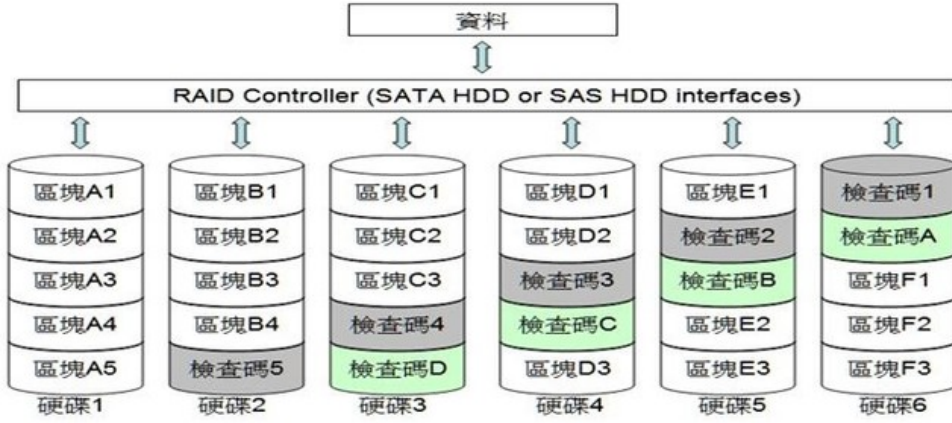 資料
RAID Controller (SATA HDD or SAS HDD interfaces)
區塊A1 區塊B1 區塊C1 區塊D1 區塊E1 檢查碼1
區塊A2 區塊B2 區塊C2 區塊D2 檢查碼2 檢查碼A
區塊A3 區塊B3 區塊C3 檢查碼3 檢查碼B 區塊F1
區塊A4 區塊B4 檢查碼4 檢查碼C 區塊E2 區塊F2
區塊A5 檢查碼5 檢查碼D 區塊D3 區塊E3 區塊F3
硬碟1 硬碟2 硬碟3 硬碟4 硬碟5 硬碟6